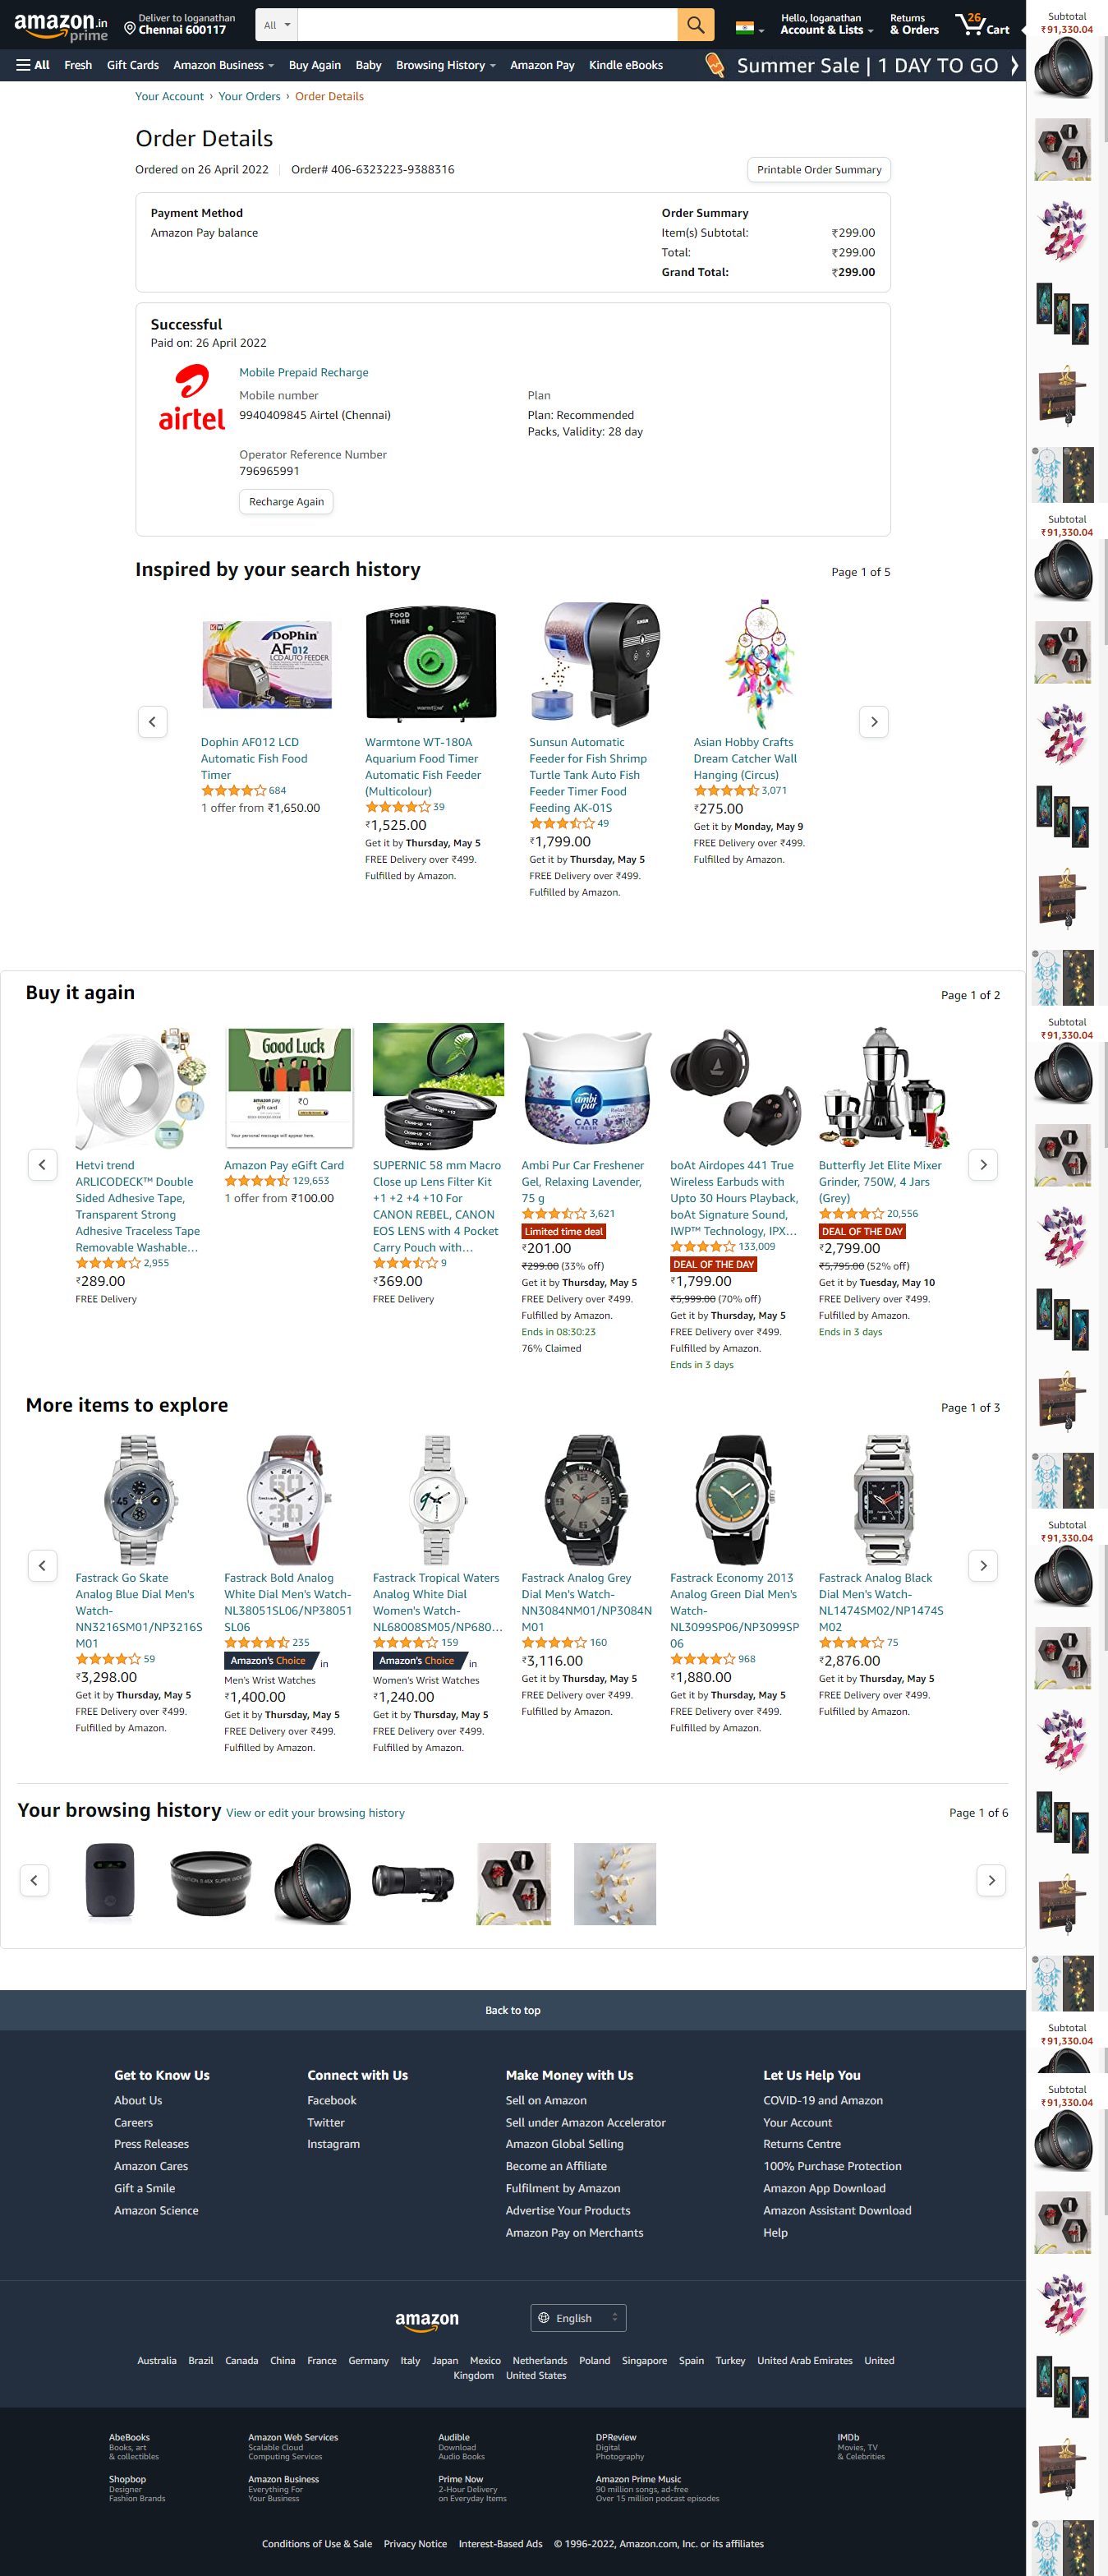 amazon.in
prime
Deliver to loganathan
Chennai 600117
All
Hello, loganathan
Account & Lists
Returns
& Orders
26
Cart
Subtotal
₹91,330.04
All
Fresh
Gift Cards
Amazon Business
Buy Again
Baby
Browsing History
Amazon Pay
Kindle eBooks
Summer Sale | 1 DAY TO GO
Your Account › Your Orders › Order Details
Order Details
Ordered on 26 April 2022
Order# 406-6323223-9388316
Printable Order Summary
Payment Method
Amazon Pay balance
Order Summary
Item(s) Subtotal: ₹299.00
Total: ₹299.00
Grand Total: ₹299.00
Successful
Paid on: 26 April 2022
airtel
Mobile Prepaid Recharge
Mobile number
9940409845 Airtel (Chennai)
Plan
Plan: Recommended
Packs, Validity: 28 day
Operator Reference Number
796965991
Recharge Again
Subtotal
₹91,330.04
Inspired by your search history
Page 1 of 5
DoPhin
AF 012
LCD AUTO FEEDER
Dophin AF012 LCD
Automatic Fish Food
Timer
684
1 offer from ₹1,650.00
FOOD
TIMER
Warmtone WT-180A
Aquarium Food Timer
Automatic Fish Feeder
(Multicolour)
39
₹1,525.00
Get it by Thursday, May 5
FREE Delivery over ₹499.
Fulfilled by Amazon.
Sunsun Automatic
Feeder for Fish Shrimp
Turtle Tank Auto Fish
Feeder Timer Food
Feeding AK-01S
49
₹1,799.00
Get it by Thursday, May 5
FREE Delivery over ₹499.
Fulfilled by Amazon.
Asian Hobby Crafts
Dream Catcher Wall
Hanging (Circus)
3,071
₹275.00
Get it by Monday, May 9
FREE Delivery over ₹499.
Fulfilled by Amazon.
Buy it again
Page 1 of 2
Subtotal
₹91,330.04
Hetvi trend
ARLICODECK™ Double
Sided Adhesive Tape,
Transparent Strong
Adhesive Traceless Tape
Removable Washable…
2,955
₹289.00
FREE Delivery
Good Luck
amazon pay
gift card
₹0
Your personal message will appear here.
Amazon Pay eGift Card
129,653
1 offer from ₹100.00
SUPERNIC 58 mm Macro
Close up Lens Filter Kit
+1 +2 +4 +10 For
CANON REBEL, CANON
EOS LENS with 4 Pocket
Carry Pouch with…
9
₹369.00
FREE Delivery
ambi
pur
CAR
FRESH
Ambi Pur Car Freshener
Gel, Relaxing Lavender,
75 g
3,621
Limited time deal
₹201.00
₹299.00 (33% off)
Get it by Thursday, May 5
FREE Delivery over ₹499.
Fulfilled by Amazon.
Ends in 08:30:23
76% Claimed
boAt Airdopes 441 True
Wireless Earbuds with
Upto 30 Hours Playback,
boAt Signature Sound,
IWP™ Technology, IPX…
133,009
DEAL OF THE DAY
₹1,799.00
₹5,999.00 (70% off)
Get it by Thursday, May 5
FREE Delivery over ₹499.
Fulfilled by Amazon.
Ends in 3 days
Butterfly Jet Elite Mixer
Grinder, 750W, 4 Jars
(Grey)
20,556
DEAL OF THE DAY
₹2,799.00
₹5,795.00 (52% off)
Get it by Tuesday, May 10
FREE Delivery over ₹499.
Fulfilled by Amazon.
Ends in 3 days
More items to explore
Page 1 of 3
Subtotal
₹91,330.04
Fastrack Go Skate
Analog Blue Dial Men's
Watch-
NN3216SM01/NP3216S
M01
59
₹3,298.00
Get it by Thursday, May 5
FREE Delivery over ₹499.
Fulfilled by Amazon.
Fastrack Bold Analog
White Dial Men's Watch-
NL38051SL06/NP38051
SL06
235
Amazon's Choice in
Men's Wrist Watches
₹1,400.00
Get it by Thursday, May 5
FREE Delivery over ₹499.
Fulfilled by Amazon.
Fastrack Tropical Waters
Analog White Dial
Women's Watch-
NL68008SM05/NP680…
159
Amazon's Choice in
Women's Wrist Watches
₹1,240.00
Get it by Thursday, May 5
FREE Delivery over ₹499.
Fulfilled by Amazon.
Fastrack Analog Grey
Dial Men's Watch-
NN3084NM01/NP3084N
M01
160
₹3,116.00
Get it by Thursday, May 5
FREE Delivery over ₹499.
Fulfilled by Amazon.
Fastrack Economy 2013
Analog Green Dial Men's
Watch-
NL3099SP06/NP3099SP
06
968
₹1,880.00
Get it by Thursday, May 5
FREE Delivery over ₹499.
Fulfilled by Amazon.
Fastrack Analog Black
Dial Men's Watch-
NL1474SM02/NP1474S
M02
75
₹2,876.00
Get it by Thursday, May 5
FREE Delivery over ₹499.
Fulfilled by Amazon.
Your browsing history
View or edit your browsing history
Page 1 of 6
Back to top
Subtotal
₹91,330.04
Subtotal
₹91,330.04
Get to Know Us
About Us
Careers
Press Releases
Amazon Cares
Gift a Smile
Amazon Science
Connect with Us
Facebook
Twitter
Instagram
Make Money with Us
Sell on Amazon
Sell under Amazon Accelerator
Amazon Global Selling
Become an Affiliate
Fulfilment by Amazon
Advertise Your Products
Amazon Pay on Merchants
Let Us Help You
COVID-19 and Amazon
Your Account
Returns Centre
100% Purchase Protection
Amazon App Download
Amazon Assistant Download
Help
amazon
English
Australia Brazil Canada China France Germany Italy Japan Mexico Netherlands Poland Singapore Spain Turkey United Arab Emirates United
Kingdom United States
AbeBooks
Books, art
& collectibles
Amazon Web Services
Scalable Cloud
Computing Services
Audible
Download
Audio Books
DPReview
Digital
Photography
IMDb
Movies, TV
& Celebrities
Shopbop
Designer
Fashion Brands
Amazon Business
Everything For
Your Business
Prime Now
2-Hour Delivery
on Everyday Items
Amazon Prime Music
90 million songs, ad-free
Over 15 million podcast episodes
Conditions of Use & Sale Privacy Notice Interest-Based Ads © 1996-2022, Amazon.com, Inc. or its affiliates